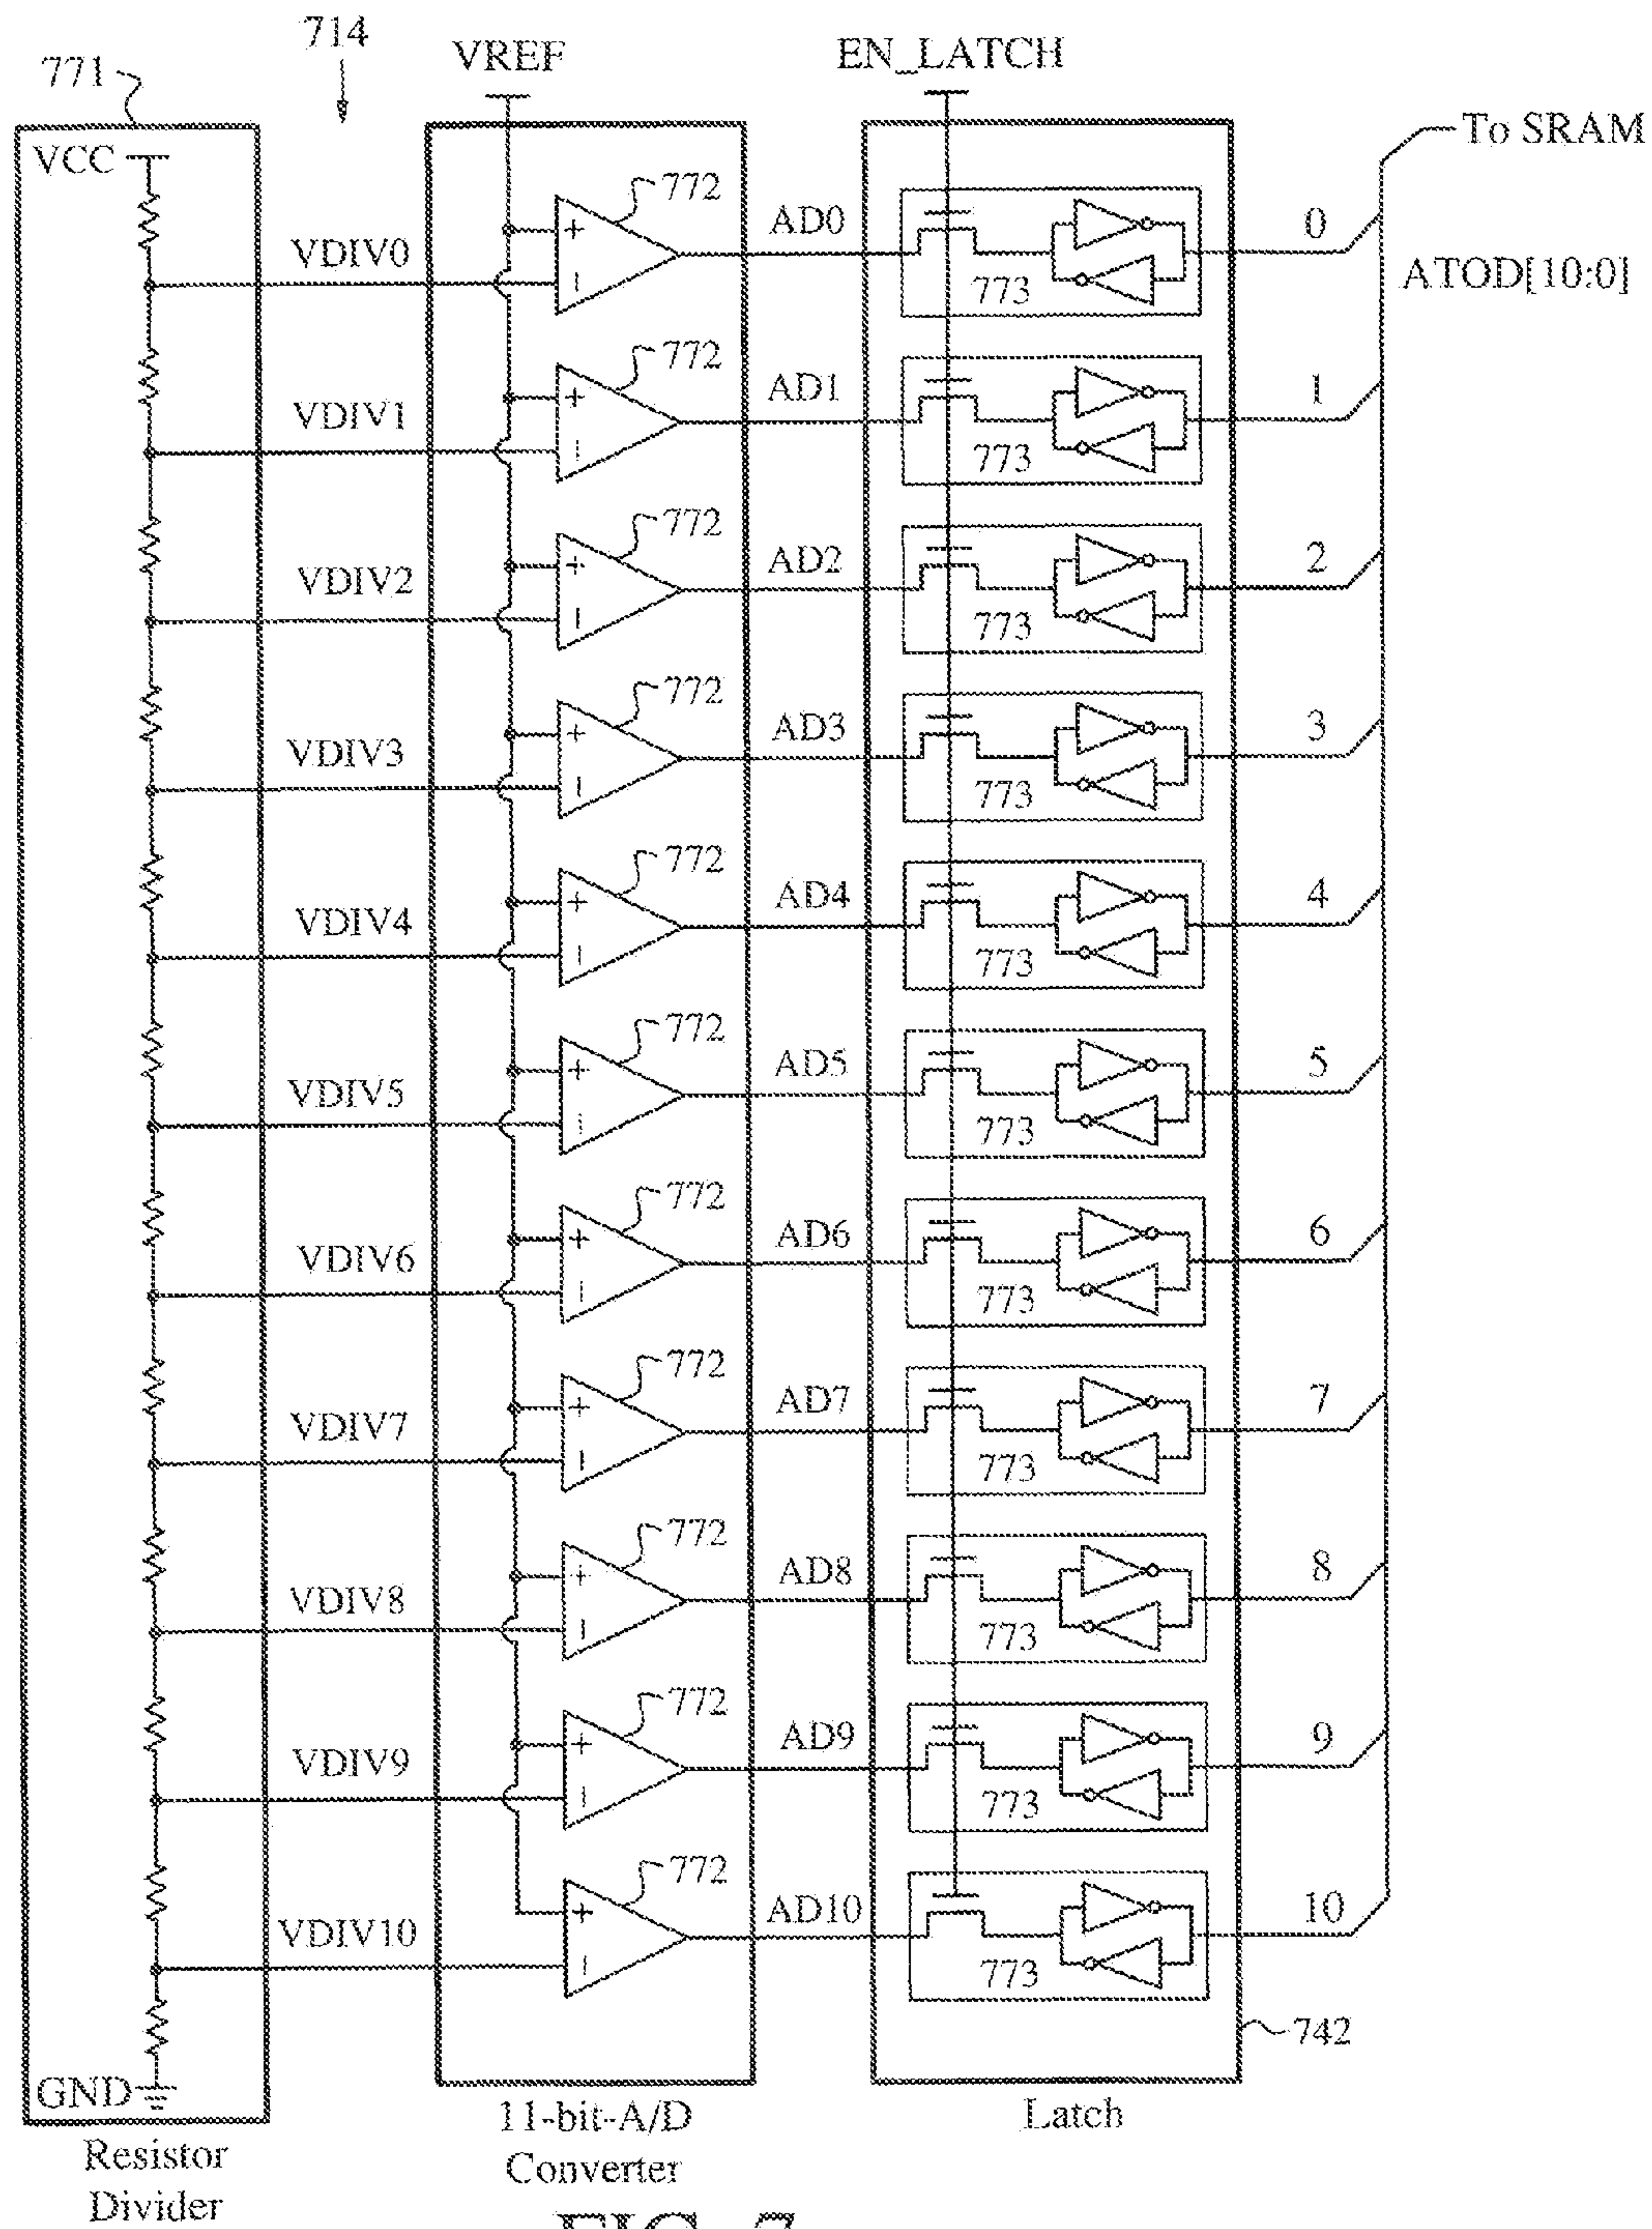 714
771
VREF
EN_LATCH
To SRAM
VCC
772
AD0
0
VDIV0
773
ATOD[10:0]
772
AD1
1
VDIV1
773
772
AD2
2
VDIV2
773
772
AD3
3
VDIV3
773
772
AD4
4
VDIV4
773
772
AD5
5
VDIV5
773
772
AD6
6
VDIV6
773
772
AD7
7
VDIV7
773
772
AD8
8
VDIV8
773
772
AD9
9
VDIV9
773
772
AD10
10
VDIV10
773
742
GND
11-bit-A/D
Converter
Latch
Resistor
Divider
FIG. 7